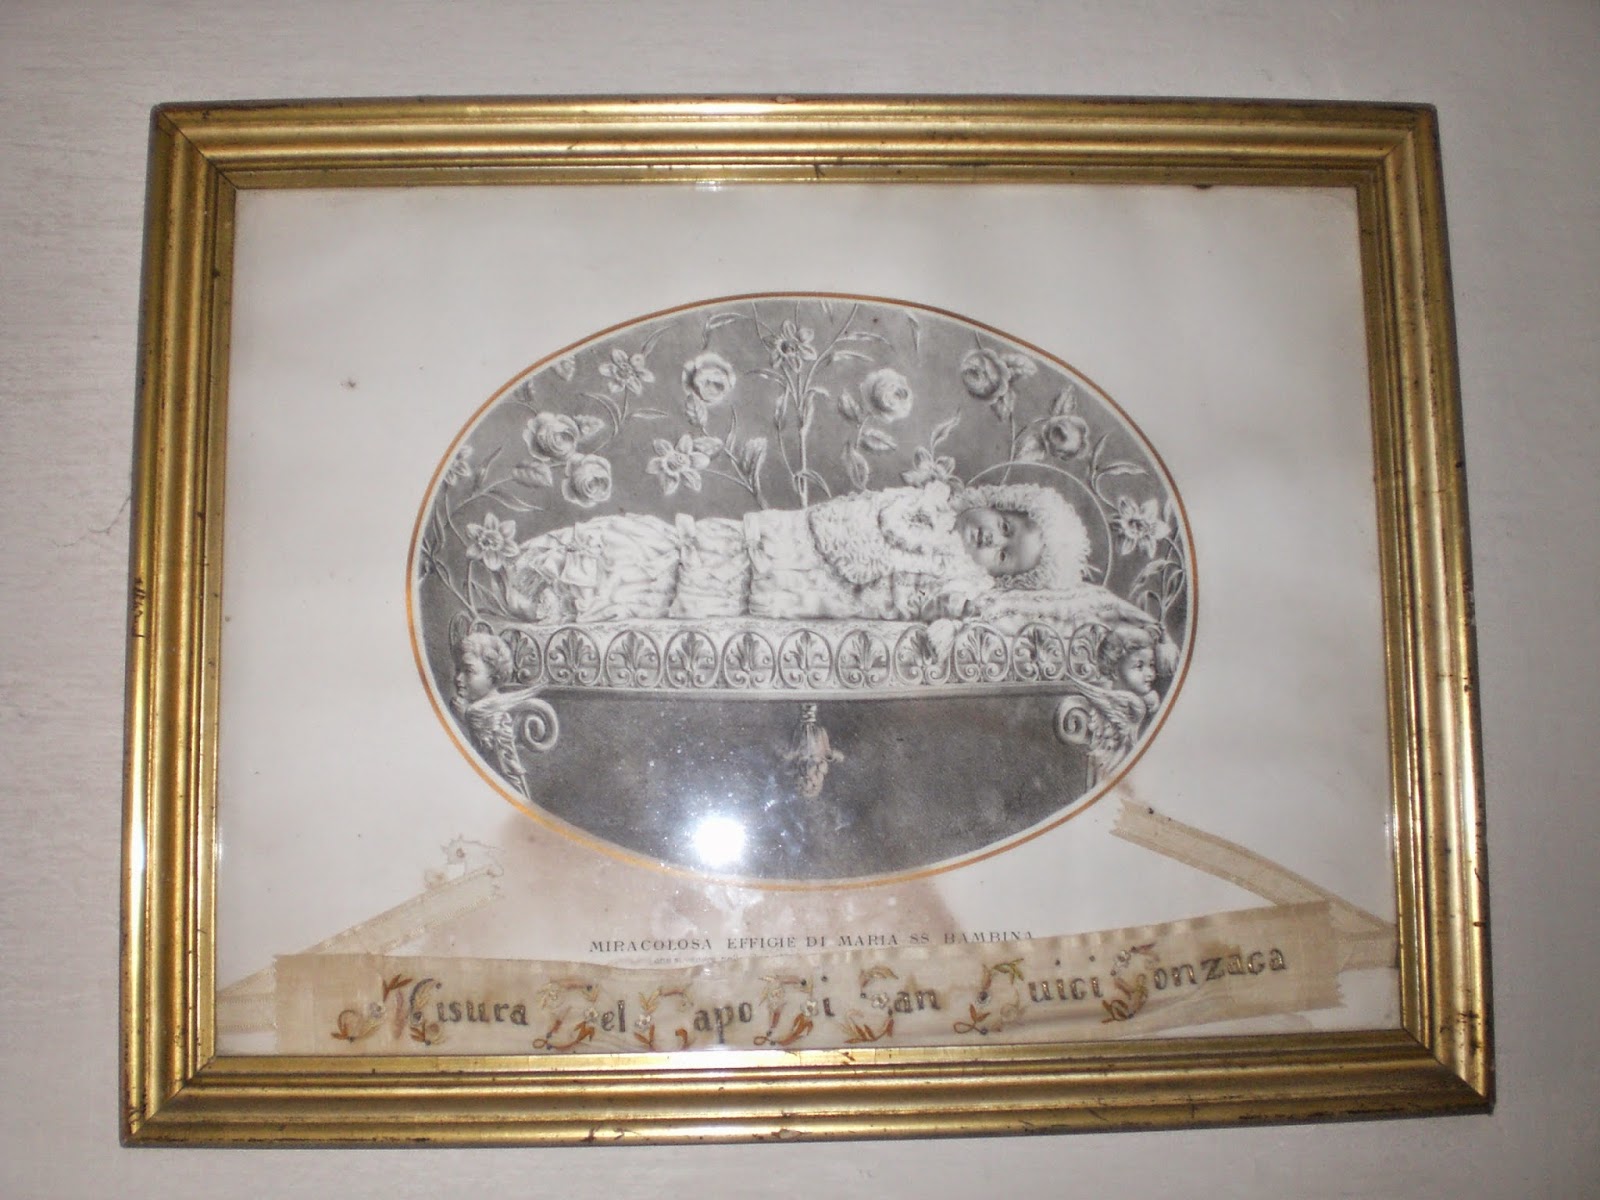 MIRACOLOSA EFFIGIE DI MARIA SS BAMBINA
Misura Del Capo Di San Luigi Gonzaga